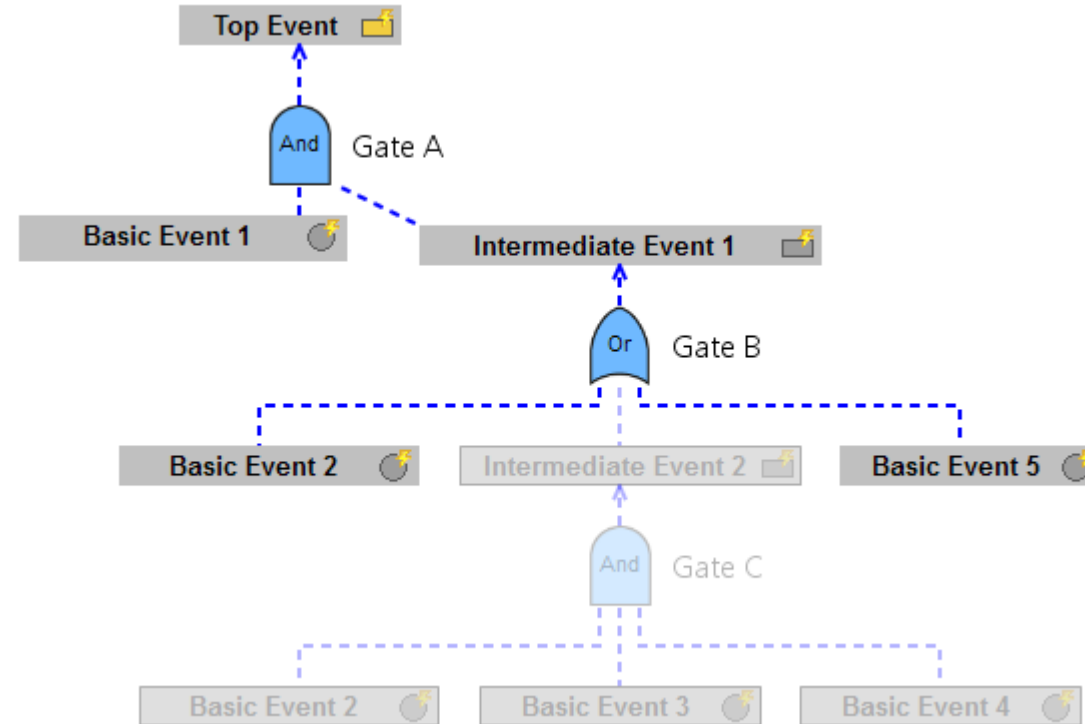 Top Event
And
Gate A
Basic Event 1
Intermediate Event 1
Or
Gate B
Basic Event 2
Intermediate Event 2
Basic Event 5
And
Gate C
Basic Event 2
Basic Event 3
Basic Event 4